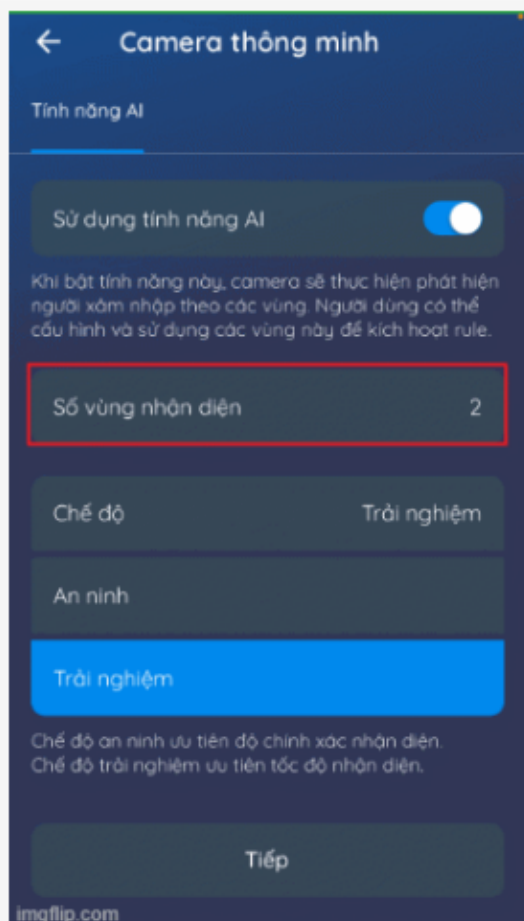 Camera thông minh
Tính năng AI
Sử dụng tính năng AI
Khi bật tính năng này, camera sẽ thực hiện phát hiện
người xâm nhập theo các vùng. Người dùng có thể
cấu hình và sử dụng các vùng này để kích hoạt rule.
Số vùng nhận diện 2
Chế độ Trải nghiệm
An ninh
Trải nghiệm
Chế độ an ninh ưu tiên độ chính xác nhận diện.
Chế độ trải nghiệm ưu tiên tốc độ nhận diện.
Tiếp
imgflip.com